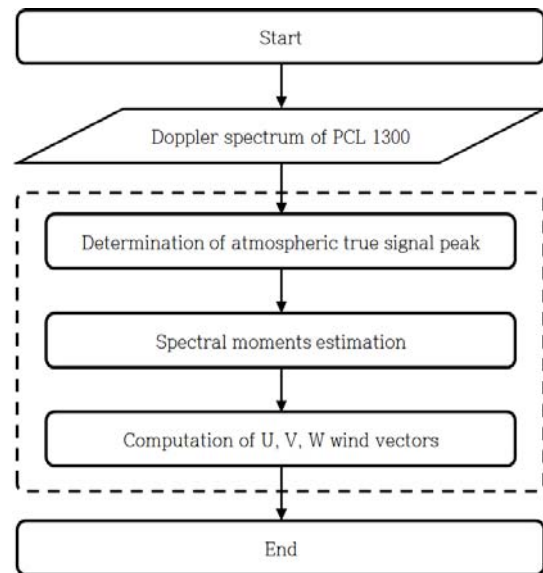 Start
Doppler spectrum of PCL 1300
Determination of atmospheric true signal peak
Spectral moments estimation
Computation of U, V, W wind vectors
End